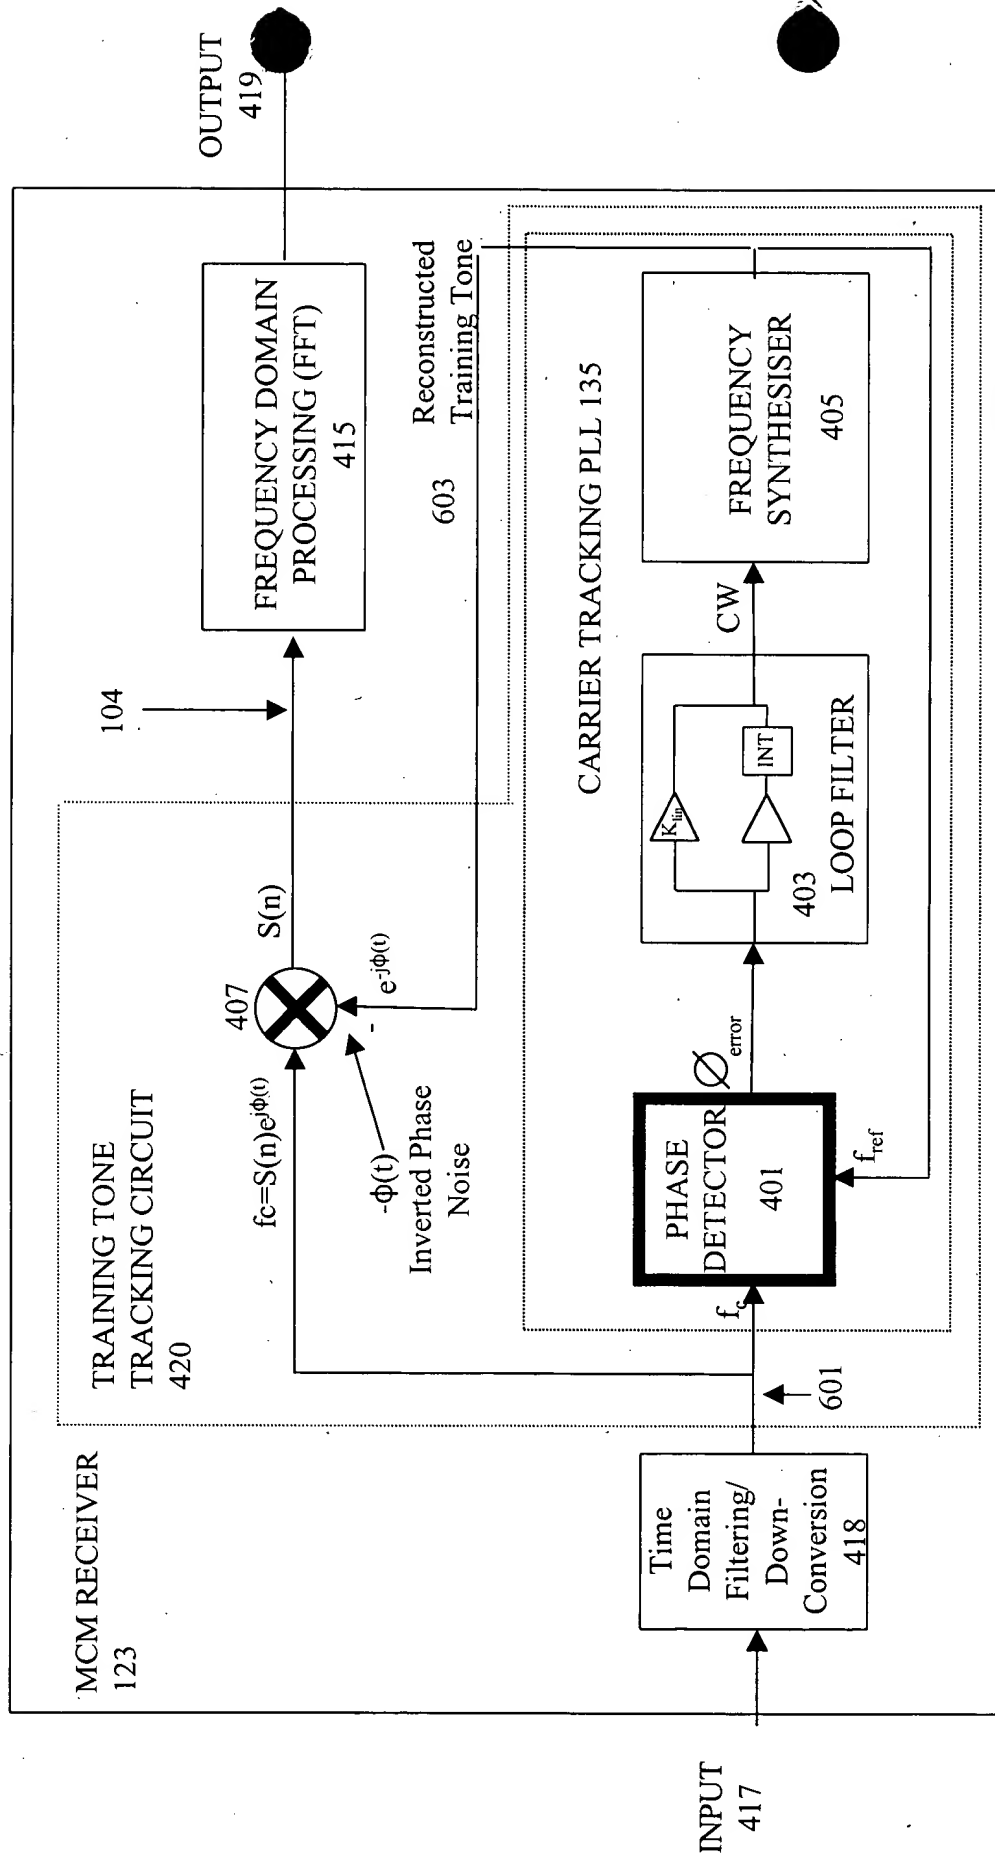 MCM RECEIVER
123
TRAINING TONE
TRACKING CIRCUIT
420
INPUT
417
Time
Domain
Filtering/
Down-
Conversion
418
601
fc=S(n)e^jϕ(t)
407
S(n)
104
-
e^-jϕ(t)
-ϕ(t)
Inverted Phase
Noise
FREQUENCY DOMAIN
PROCESSING (FFT)
415
OUTPUT
419
Reconstructed
Training Tone
603
CARRIER TRACKING PLL 135
f_c
PHASE
DETECTOR
401
f_ref
Ø_error
K_lin
INT
403
LOOP FILTER
CW
FREQUENCY
SYNTHESISER
405